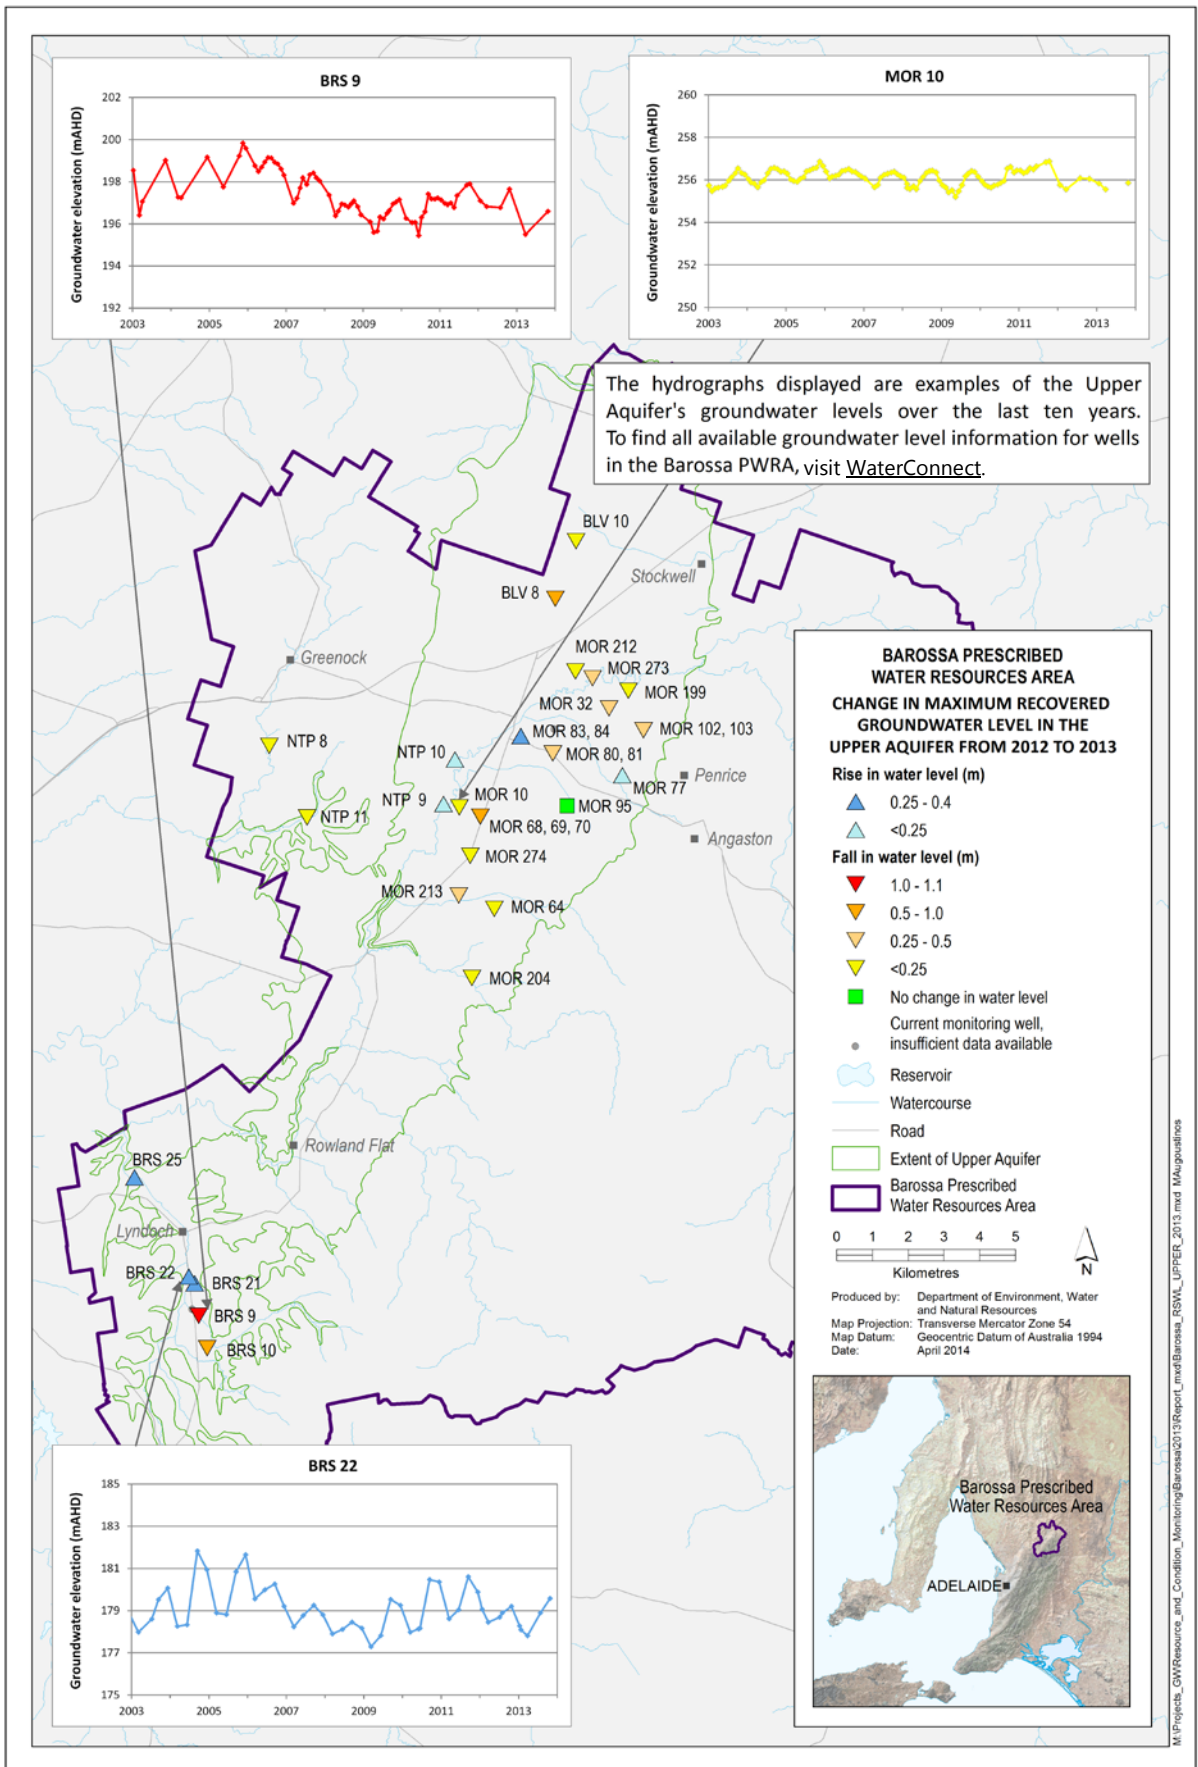 BRS 9
Groundwater elevation (mAHD)
202
200
198
196
194
192
2003 2005 2007 2009 2011 2013
MOR 10
Groundwater elevation (mAHD)
260
258
256
254
252
250
2003 2005 2007 2009 2011 2013
The hydrographs displayed are examples of the Upper
Aquifer's groundwater levels over the last ten years.
To find all available groundwater level information for wells
in the Barossa PWRA, visit WaterConnect.
BLV 10
Stockwell
BLV 8
MOR 212
Greenock
MOR 273
MOR 199
MOR 32
MOR 102, 103
MOR 83, 84
NTP 8
NTP 10
MOR 80, 81
Penrice
MOR 77
NTP 9
MOR 10
MOR 95
NTP 11
MOR 68, 69, 70
Angaston
MOR 274
MOR 213
MOR 64
MOR 204
Rowland Flat
BRS 25
Lyndoch
BRS 22
BRS 21
BRS 9
BRS 10
BAROSSA PRESCRIBED
WATER RESOURCES AREA
CHANGE IN MAXIMUM RECOVERED
GROUNDWATER LEVEL IN THE
UPPER AQUIFER FROM 2012 TO 2013
Rise in water level (m)
0.25 - 0.4
<0.25
Fall in water level (m)
1.0 - 1.1
0.5 - 1.0
0.25 - 0.5
<0.25
No change in water level
Current monitoring well,
insufficient data available
Reservoir
Watercourse
Road
Extent of Upper Aquifer
Barossa Prescribed
Water Resources Area
0 1 2 3 4 5
Kilometres
N
Produced by: Department of Environment, Water
and Natural Resources
Map Projection: Transverse Mercator Zone 54
Map Datum: Geocentric Datum of Australia 1994
Date: April 2014
Barossa Prescribed
Water Resources Area
ADELAIDE
BRS 22
Groundwater elevation (mAHD)
185
183
181
179
177
175
2003 2005 2007 2009 2011 2013
M:\Projects_GW\Resource_and_Condition_Monitoring\Barossa\2013\Report_mxd\Barossa_RSWL_UPPER_2013.mxd MAugoustinos